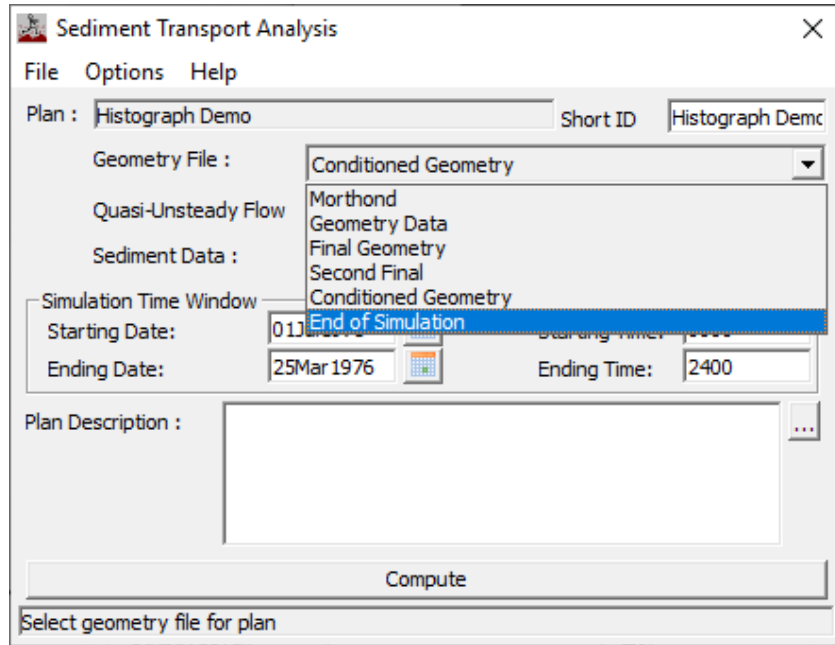 Sediment Transport Analysis
File Options Help
Plan : Histograph Demo Short ID Histograph Demo
Geometry File : Conditioned Geometry
Morthond
Quasi-Unsteady Flow
Geometry Data
Final Geometry
Sediment Data :
Second Final
Simulation Time Window
Conditioned Geometry
End of Simulation
Starting Date: Starting Time:
Ending Date: 25Mar1976 Ending Time: 2400
Plan Description : ...
Compute
Select geometry file for plan